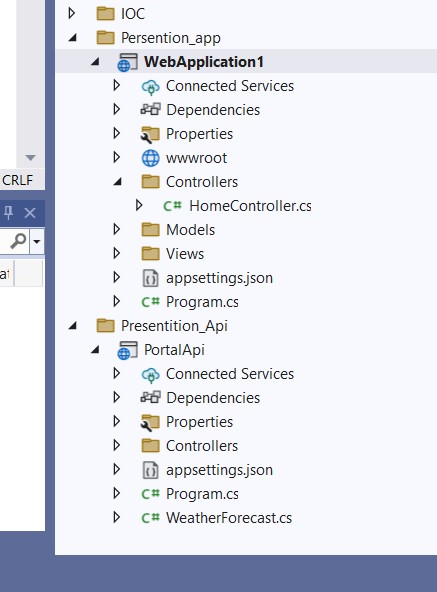 IOC
Persention_app
WebApplication1
Connected Services
Dependencies
Properties
wwwroot
Controllers
C# HomeController.cs
Models
Views
appsettings.json
C# Program.cs
Presentition_Api
PortalApi
Connected Services
Dependencies
Properties
Controllers
appsettings.json
C# Program.cs
C# WeatherForecast.cs
CRLF